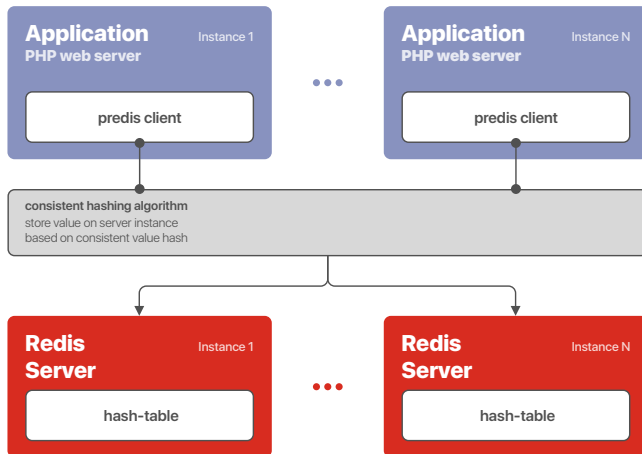 Application
Instance 1
PHP web server
predis client
Application
Instance N
PHP web server
predis client
consistent hashing algorithm
store value on server instance
based on consistent value hash
Redis
Instance 1
Server
hash-table
Redis
Instance N
Server
hash-table